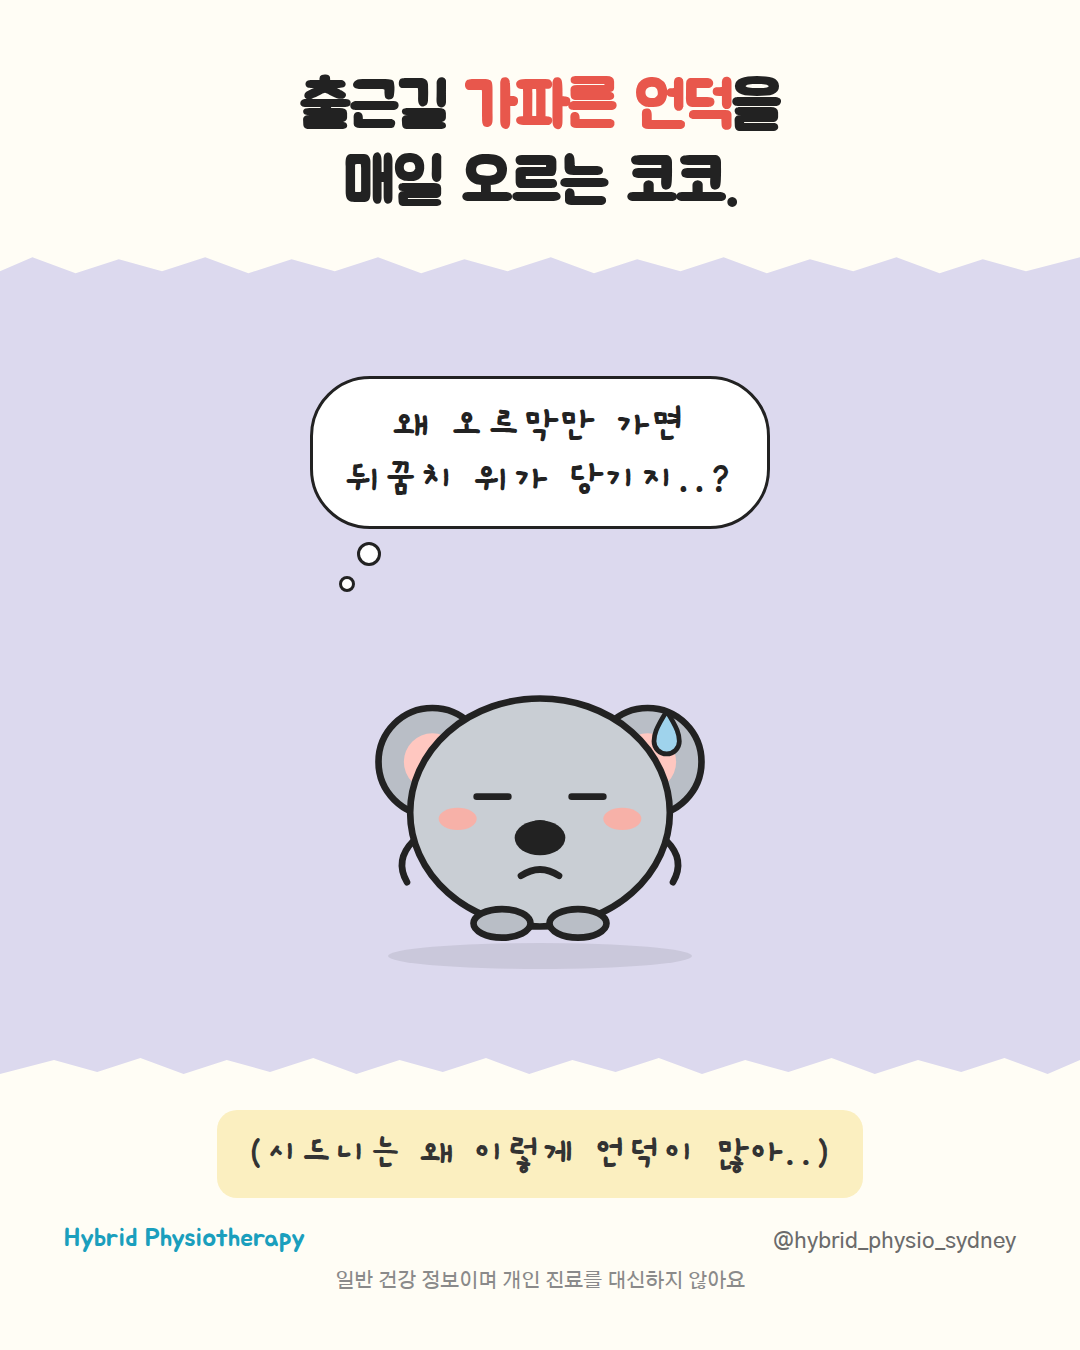 출근길 가파른 언덕을
매일 오르는 코코.
왜 오르막만 가면
뒤꿈치 위가 당기지..?
(시드니는 왜 이렇게 언덕이 많아..)
Hybrid Physiotherapy
@hybrid_physio_sydney
일반 건강 정보이며 개인 진료를 대신하지 않아요